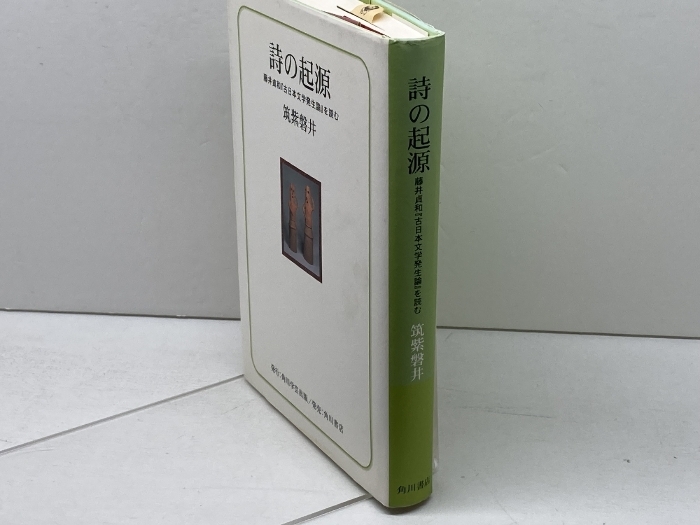 詩の起源
藤井貞和『古日本文学発生論』を読む
筑紫磐井
発行:角川学芸出版/発売:角川書店
詩の起源
藤井貞和『古日本文学発生論』を読む
筑紫磐井
角川書店